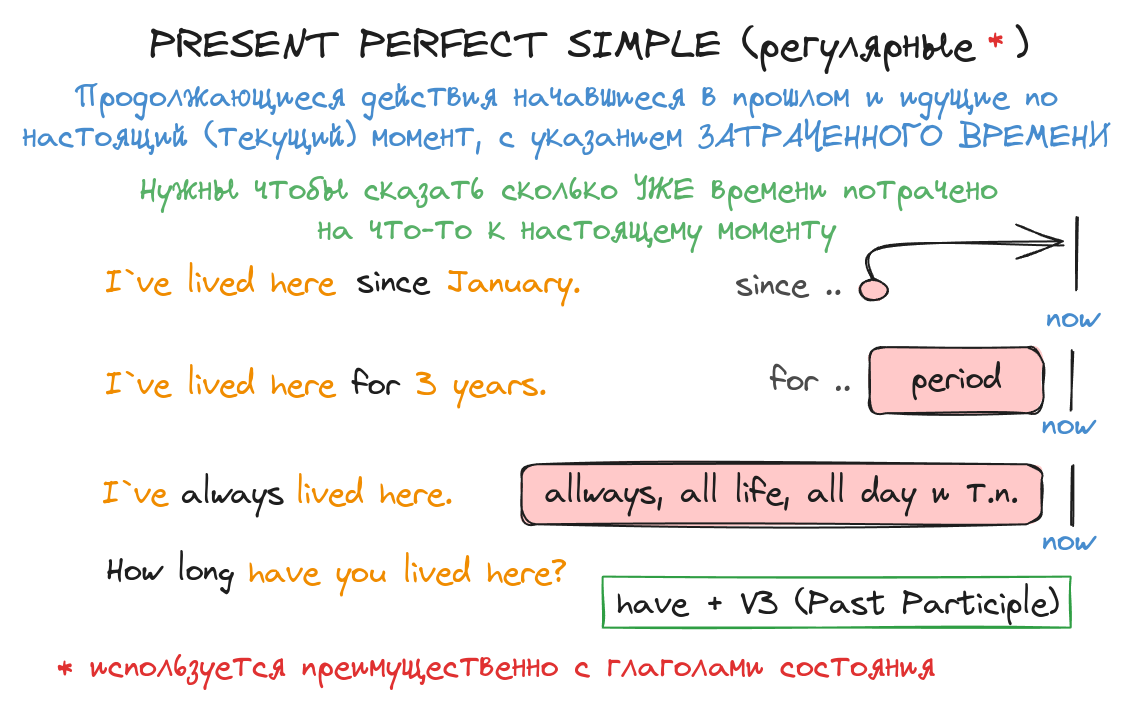 PRESENT PERFECT SIMPLE (регулярные * )
Продолжающиеся действия начавшиеся в прошлом и идущие по
настоящий (текущий) момент, с указанием ЗАТРАЧЕННОГО ВРЕМЕНИ
Нужны чтобы сказать сколько УЖЕ времени потрачено
на что-то к настоящему моменту
I`ve lived here since January.
since ..
now
I`ve lived here for 3 years.
for ..
period
now
I`ve always lived here.
allways, all life, all day и т.п.
now
How long have you lived here?
have + V3 (Past Participle)
* используется преимущественно с глаголами состояния